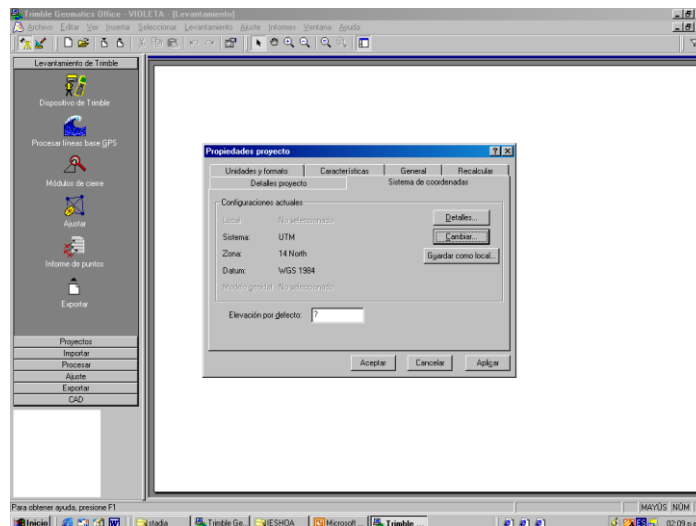 Trimble Geomatics Office - VIOLETA - [Levantamiento]
Archivo Editar Ver Insertar Seleccionar Levantamiento Ajuste Informes Ventana Ayuda
Levantamiento de Trimble
Dispositivo de Trimble
Procesar líneas base GPS
Módulos de cierre
Ajustar
Informe de puntos
Exportar
Proyectos
Importar
Procesar
Ajuste
Exportar
CAD
Propiedades proyecto
Unidades y formato Características General Recalcular
Detalles proyecto Sistema de coordenadas
Configuraciones actuales
Local: No seleccionado
Detalles...
Sistema: UTM
Cambiar...
Zona: 14 North
Guardar como local...
Datum: WGS 1984
Modelo geoidal: No seleccionado
Elevación por defecto: ?
Aceptar Cancelar Aplicar
Para obtener ayuda, presione F1
MAYÚS NÚM
Inicio stadia Trimble Ge... IESHOA Microsoft ... Trimble ... ES 02:09 p.